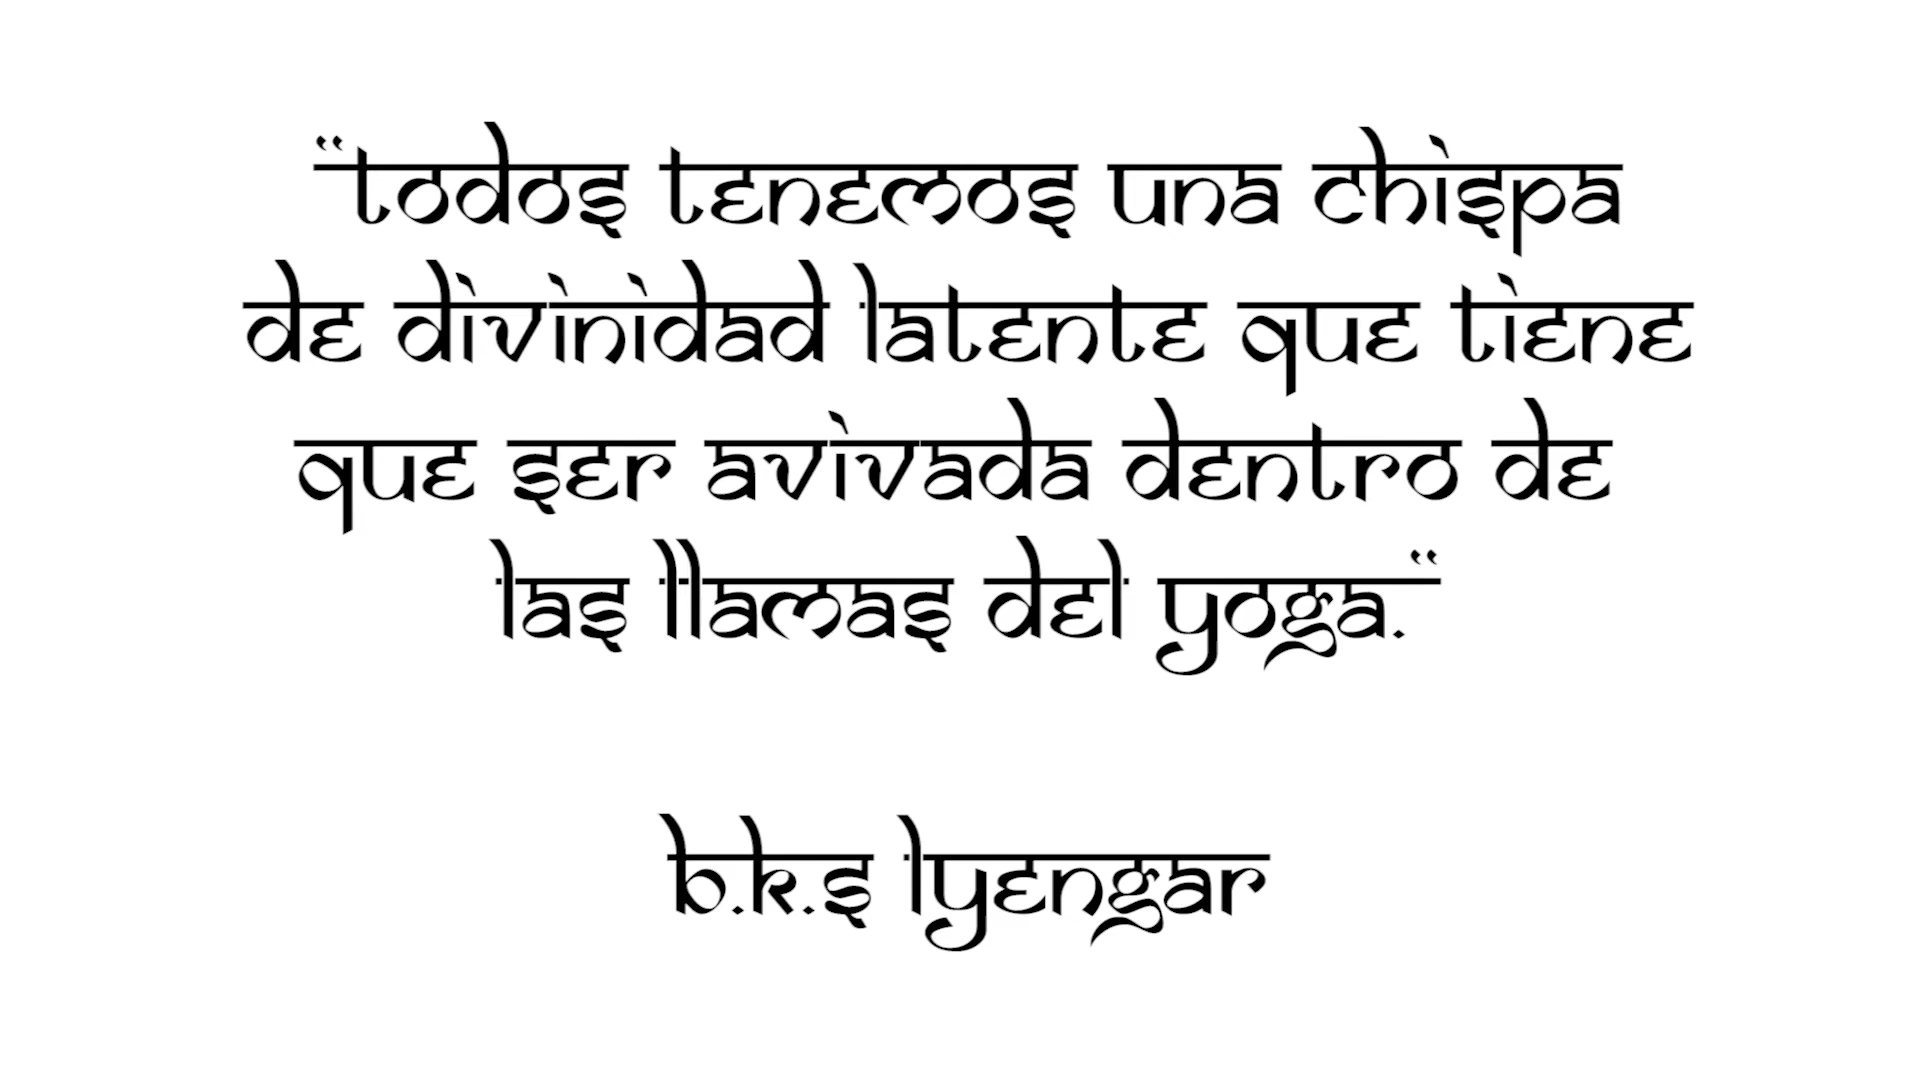 "todos tenemos una chispa
de divinidad latente que tiene
que ser avivada dentro de
las llamas del yoga."
b.k.s lyengar